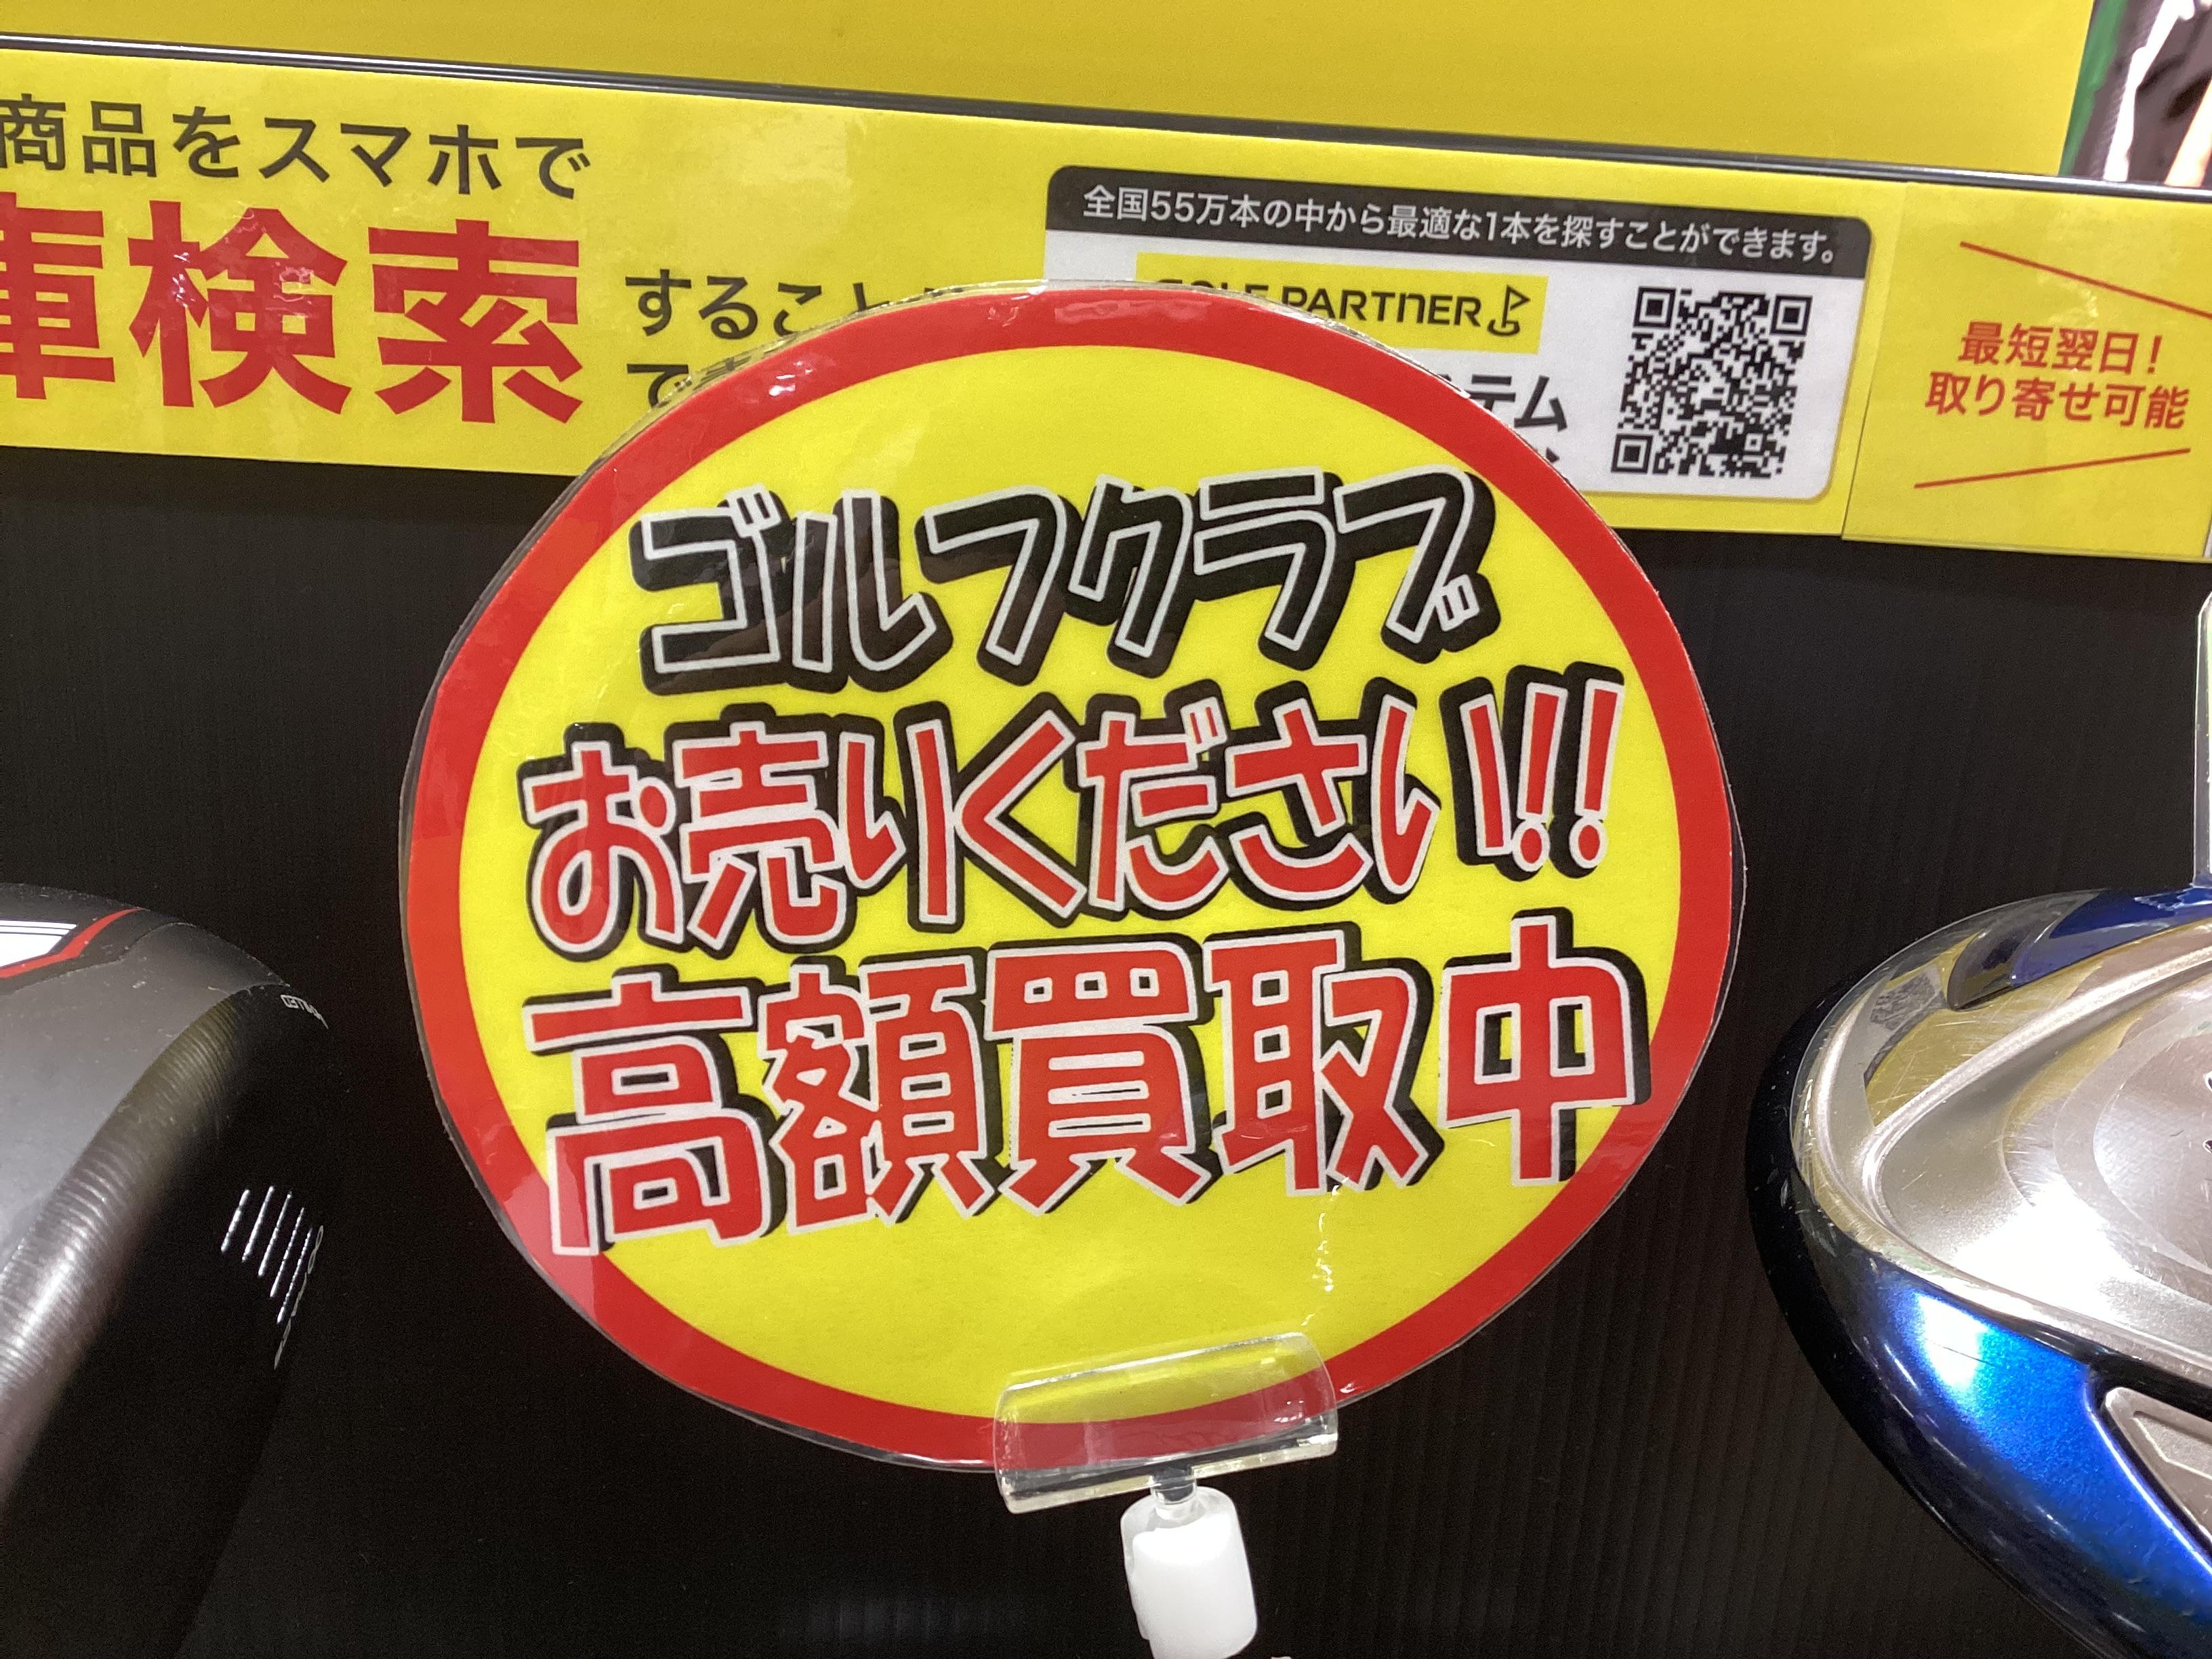 商品をスマホで
庫検索
すること
全国55万本の中から最適な1本を探すことができます。
GOLF PARTNER
テム
最短翌日！
取り寄せ可能
ゴルフクラブ
お売りください!!!
高額買取中